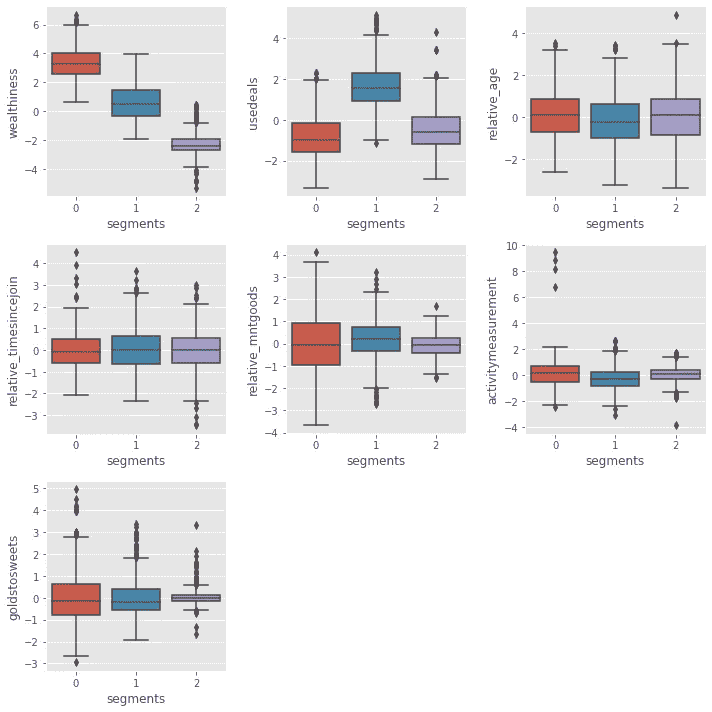 wealthiness
6
4
2
0
−2
−4
0 1 2
segments
usedeals
4
2
0
−2
0 1 2
segments
relative_age
4
2
0
−2
0 1 2
segments
relative_timesincejoin
4
3
2
1
0
−1
−2
−3
0 1 2
segments
relative_mntgoods
4
3
2
1
0
−1
−2
−3
−4
0 1 2
segments
activitymeasurement
10
8
6
4
2
0
−2
−4
0 1 2
segments
goldstosweets
5
4
3
2
1
0
−1
−2
−3
0 1 2
segments